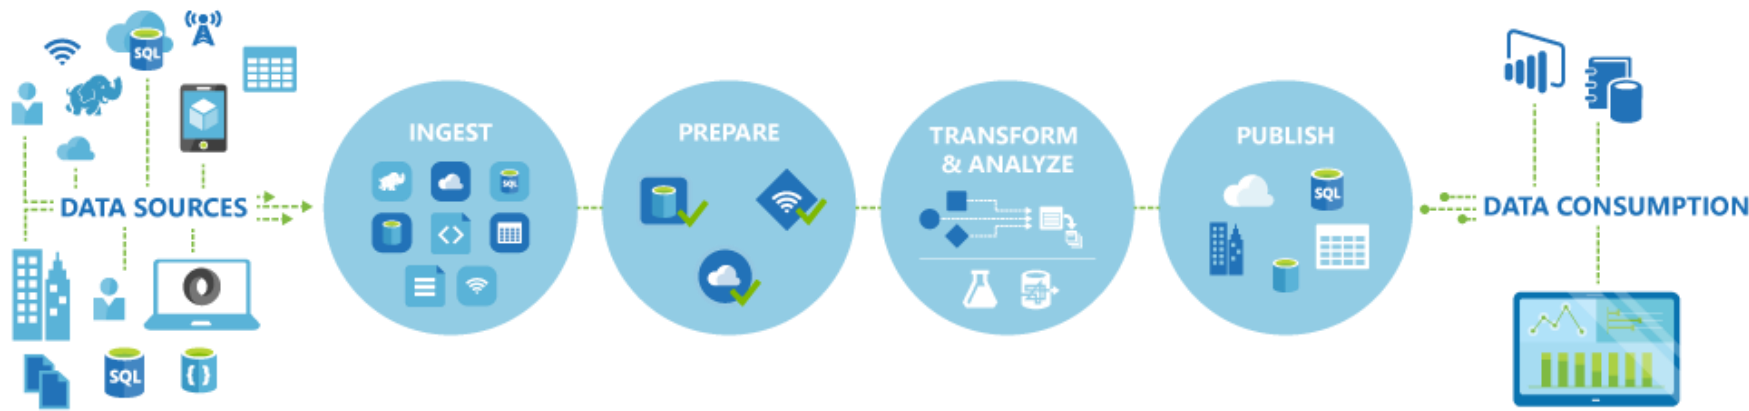 SQL
DATA SOURCES
SQL
{}
INGEST
SQL
<>
PREPARE
TRANSFORM
& ANALYZE
PUBLISH
SQL
DATA CONSUMPTION